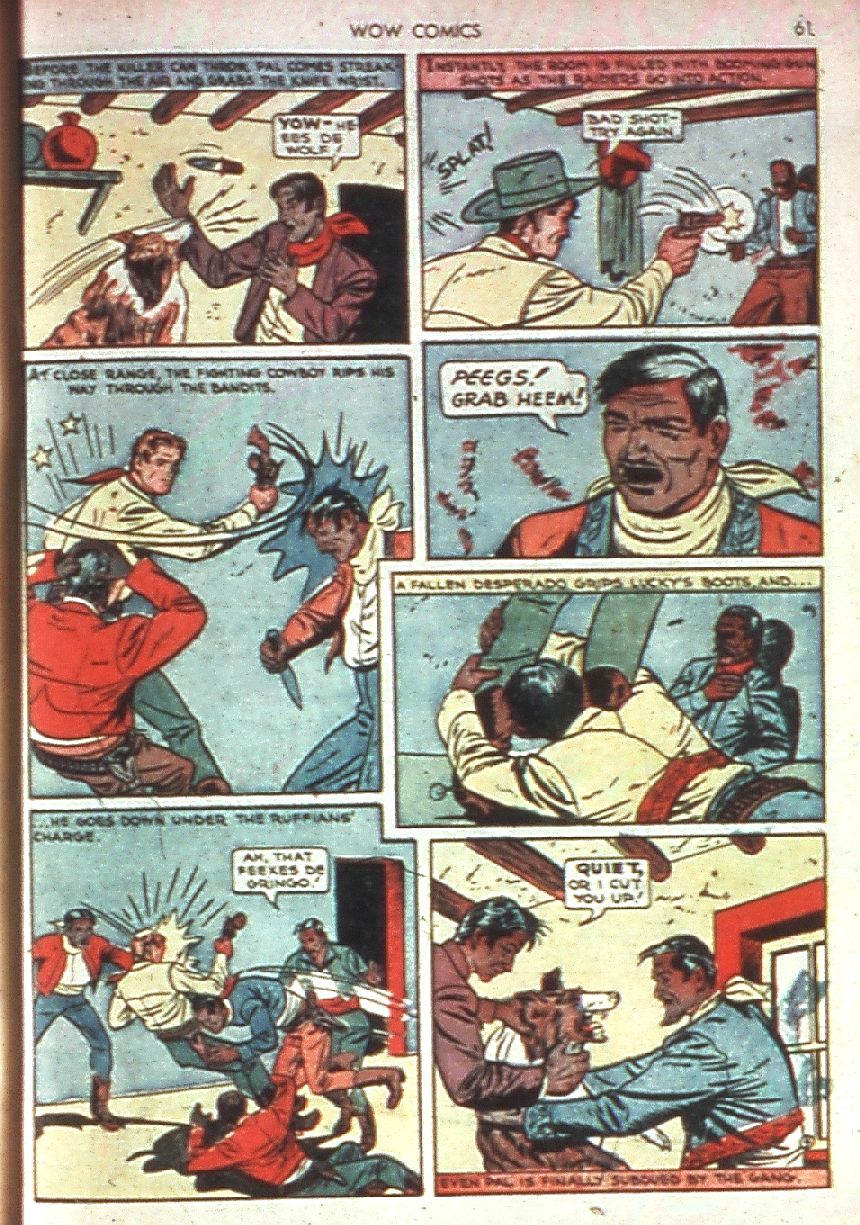 WOW COMICS
61
BEFORE THE KILLER CAN THROW, PAL COMES STREAK-
ING THROUGH THE AIR AND GRABS THE KNIFE WRIST.
YOW—HE
EES DE
WOLF!
INSTANTLY, THE ROOM IS FILLED WITH BOOMING GUN
SHOTS AS THE RAIDERS GO INTO ACTION.
SPLAT!
BAD SHOT—
TRY AGAIN
AT CLOSE RANGE, THE FIGHTING COWBOY RIPS HIS
WAY THROUGH THE BANDITS.
PEEGS!
GRAB HEEM!
A FALLEN DESPERADO GRIPS LUCKY'S BOOTS, AND....
...HE GOES DOWN UNDER THE RUFFIANS'
CHARGE.
AH, THAT
FEEXES DE
GRINGO!
QUIET,
OR I CUT
YOU UP!
EVEN PAL IS FINALLY SUBDUED BY THE GANG.